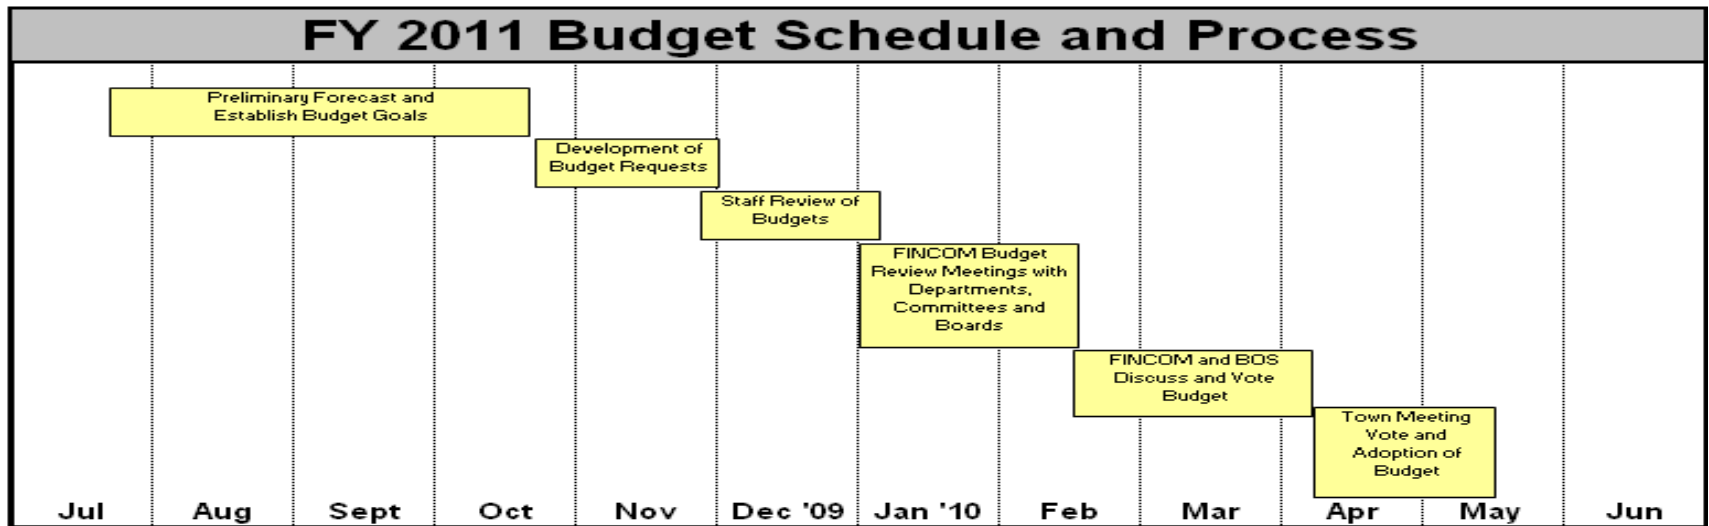 FY 2011 Budget Schedule and Process
Preliminary Forecast and
Establish Budget Goals
Development of
Budget Requests
Staff Review of
Budgets
FINCOM Budget
Review Meetings with
Departments,
Committees and
Boards
FINCOM and BOS
Discuss and Vote
Budget
Town Meeting
Vote and
Adoption of
Budget
Jul Aug Sept Oct Nov Dec '09 Jan '10 Feb Mar Apr May Jun